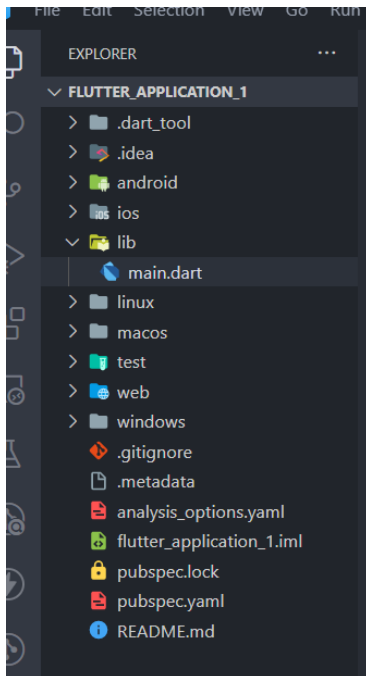 File Edit Selection View Go Run
EXPLORER ...
FLUTTER_APPLICATION_1
.dart_tool
.idea
android
iOS ios
lib
main.dart
linux
macos
test
web
windows
.gitignore
.metadata
analysis_options.yaml
flutter_application_1.iml
pubspec.lock
pubspec.yaml
README.md